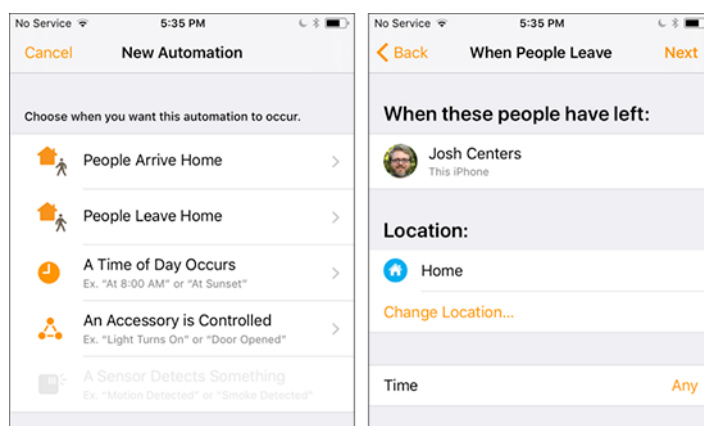 No Service 5:35 PM
Cancel New Automation
Choose when you want this automation to occur.
People Arrive Home
People Leave Home
A Time of Day Occurs
Ex. “At 8:00 AM” or “At Sunset”
An Accessory is Controlled
Ex. “Light Turns On” or “Door Opened”
A Sensor Detects Something
Ex. “Motion Detected” or “Smoke Detected”
No Service 5:35 PM
Back When People Leave Next
When these people have left:
Josh Centers
This iPhone
Location:
Home
Change Location...
Time Any